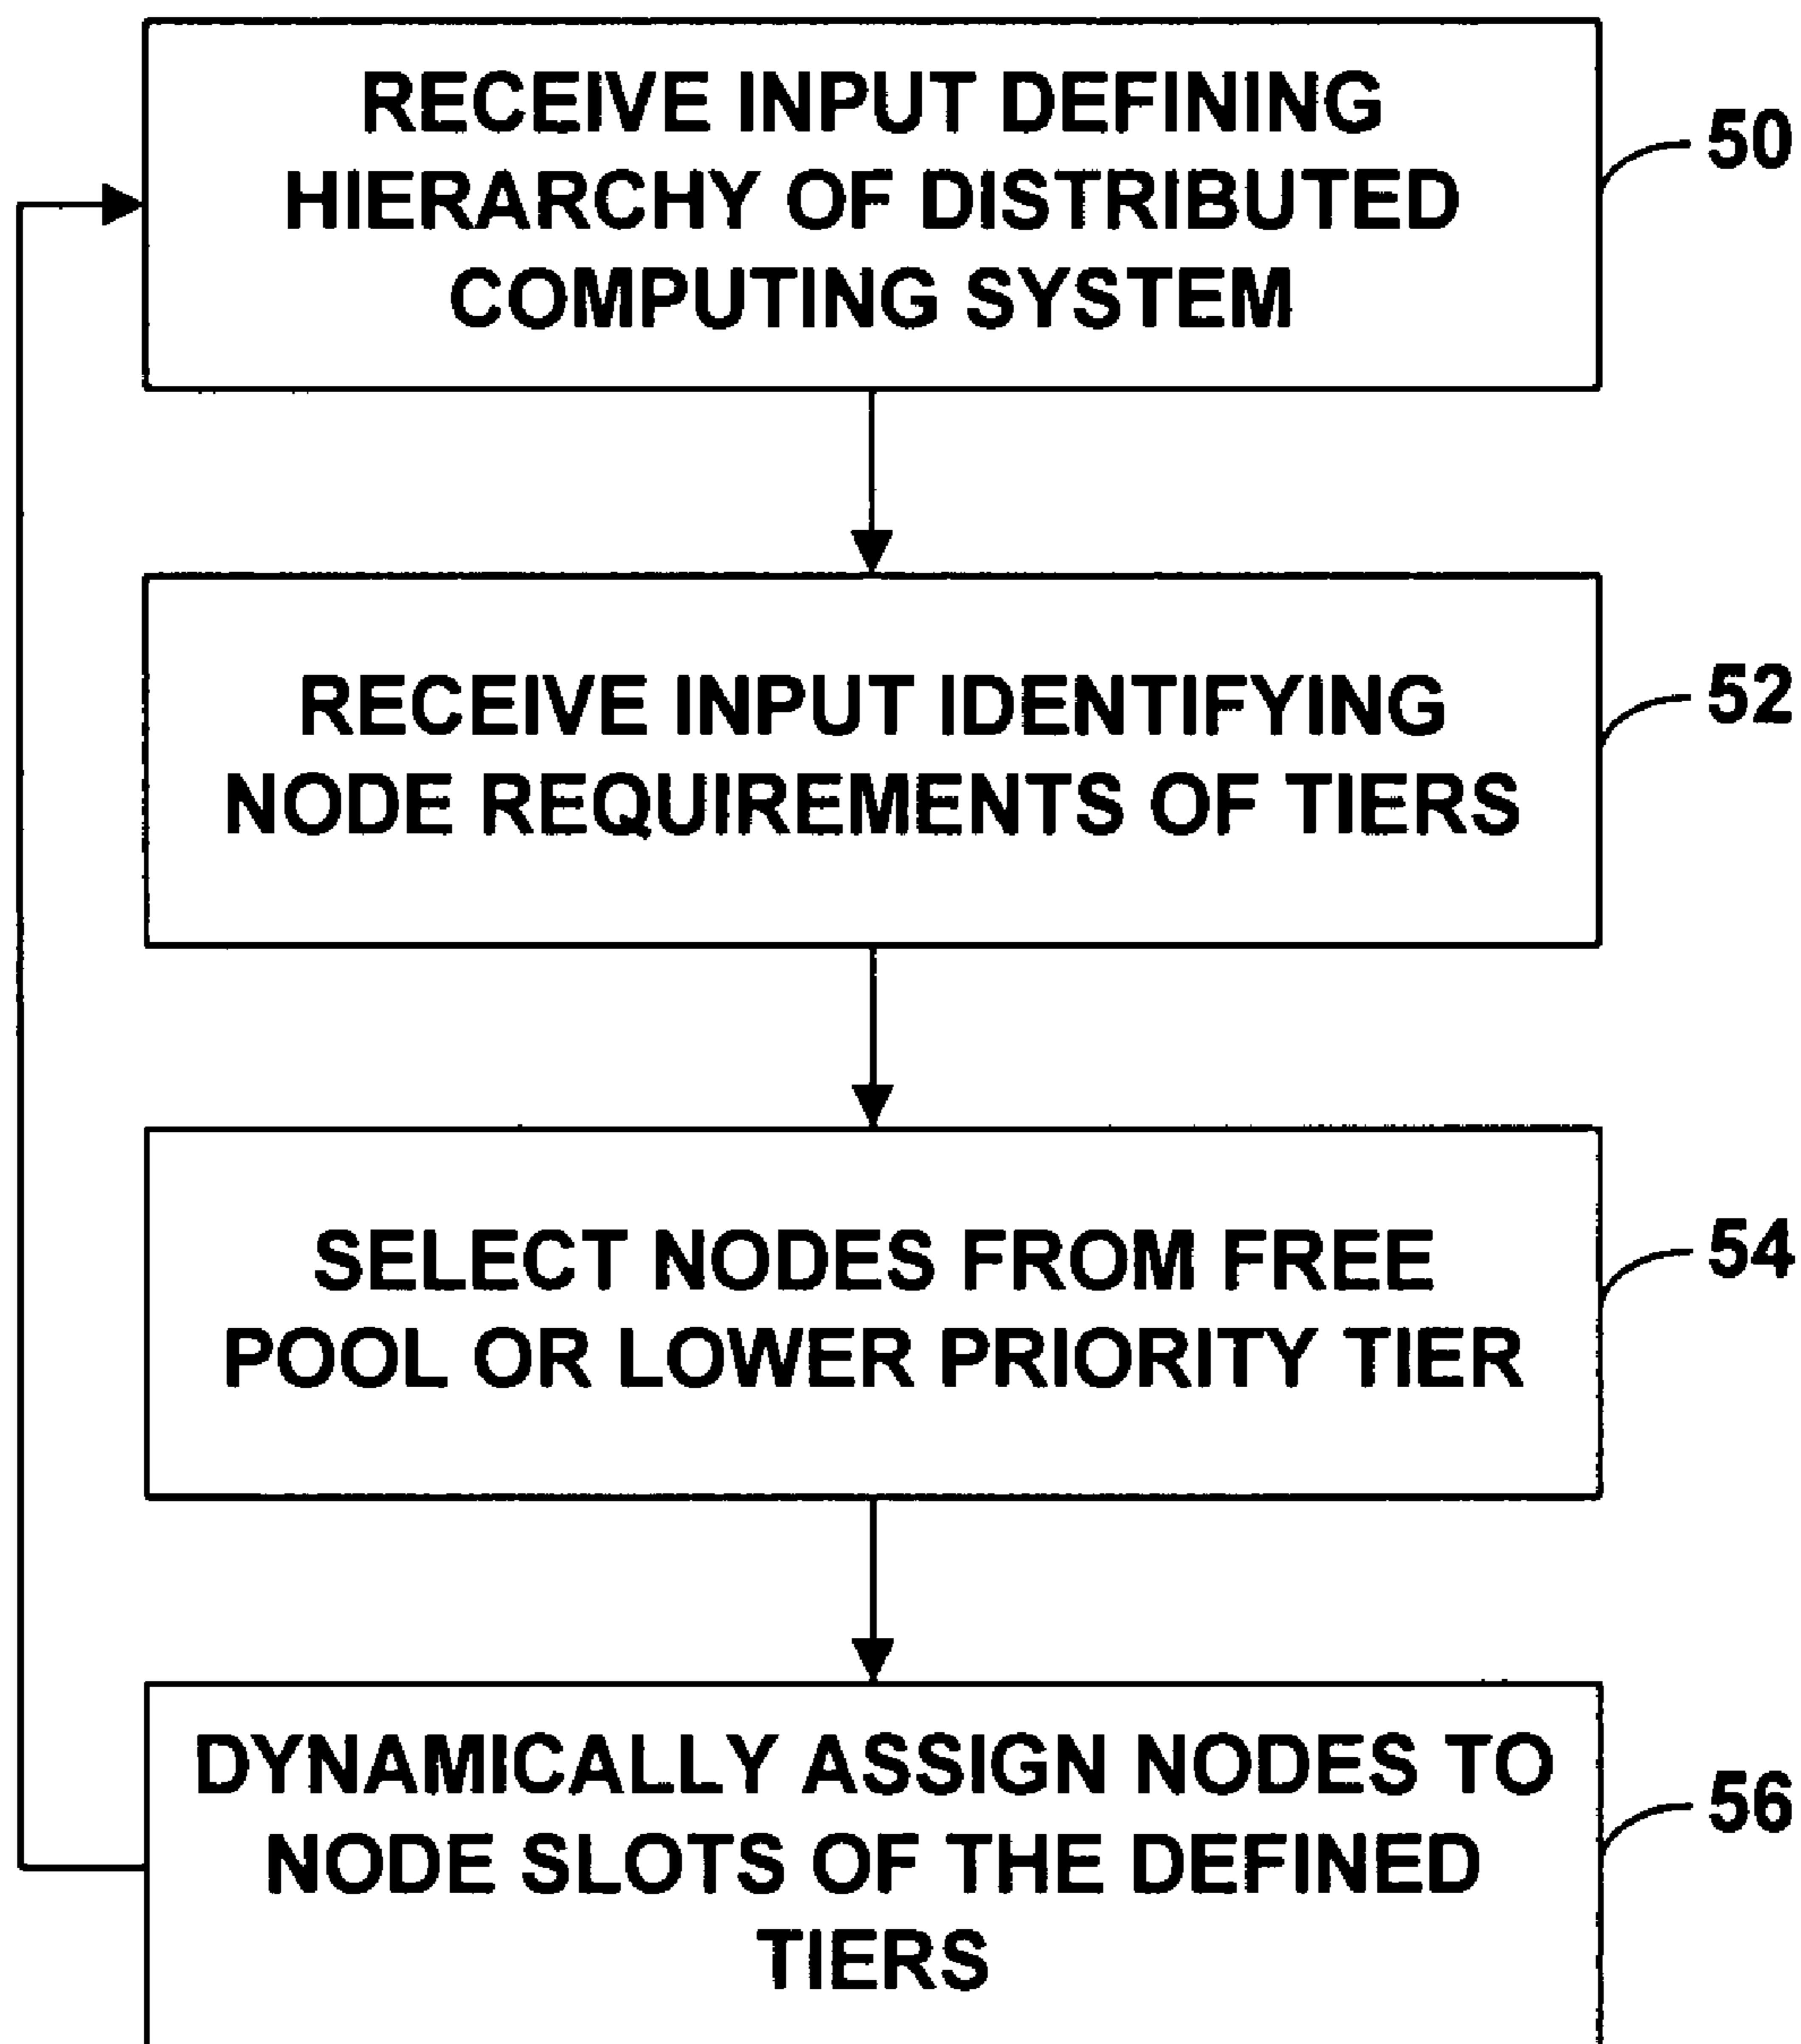 RECEIVE INPUT DEFINING
HIERARCHY OF DISTRIBUTED
COMPUTING SYSTEM
50
RECEIVE INPUT IDENTIFYING
NODE REQUIREMENTS OF TIERS
52
SELECT NODES FROM FREE
POOL OR LOWER PRIORITY TIER
54
DYNAMICALLY ASSIGN NODES TO
NODE SLOTS OF THE DEFINED
TIERS
56